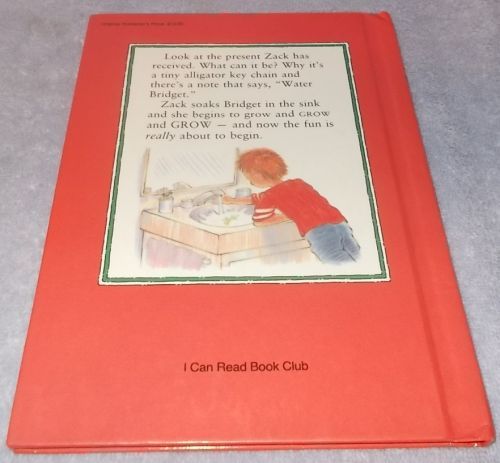 Look at the present Zack has
received. What can it be? Why it's
a tiny alligator key chain and
there's a note that says, "Water
Bridget."
Zack soaks Bridget in the sink
and she begins to grow and GROW
and GROW — and now the fun is
really about to begin.
I Can Read Book Club